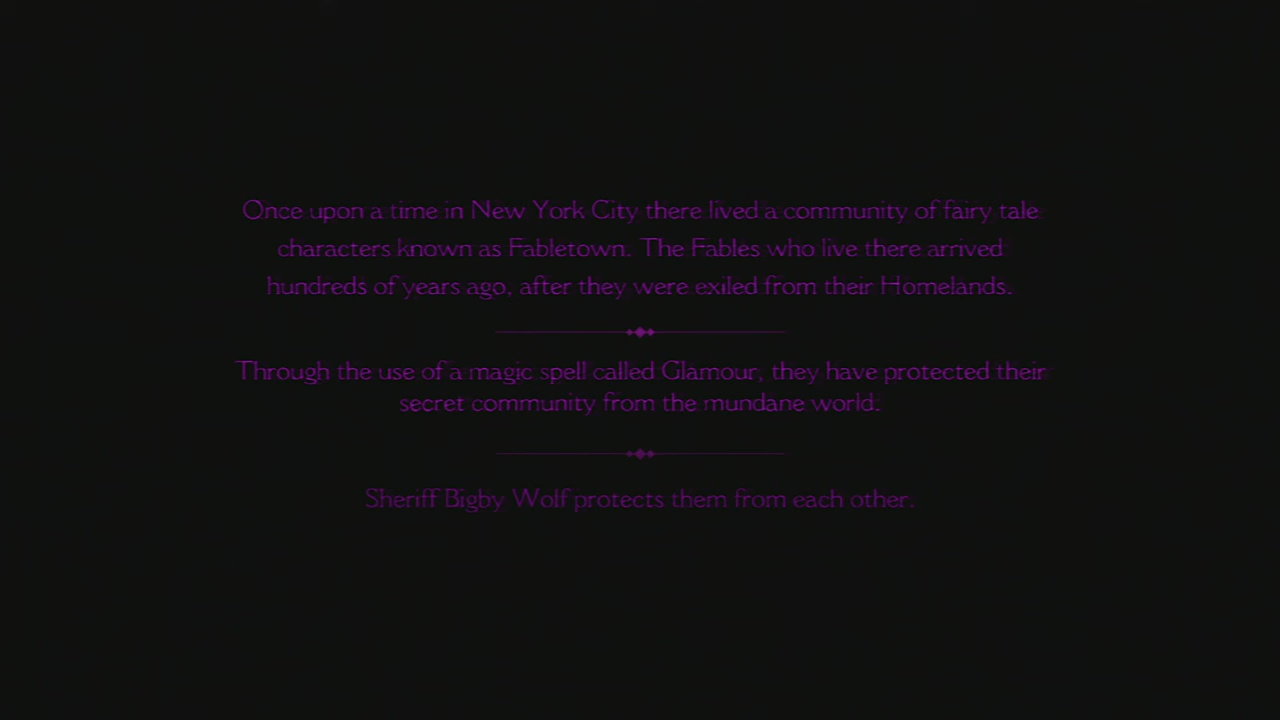 Once upon a time in New York City there lived a community of fairy tale
characters known as Fabletown. The Fables who live there arrived
hundreds of years ago, after they were exiled from their Homelands.
Through the use of a magic spell called Glamour, they have protected their
secret community from the mundane world.
Sheriff Bigby Wolf protects them from each other.